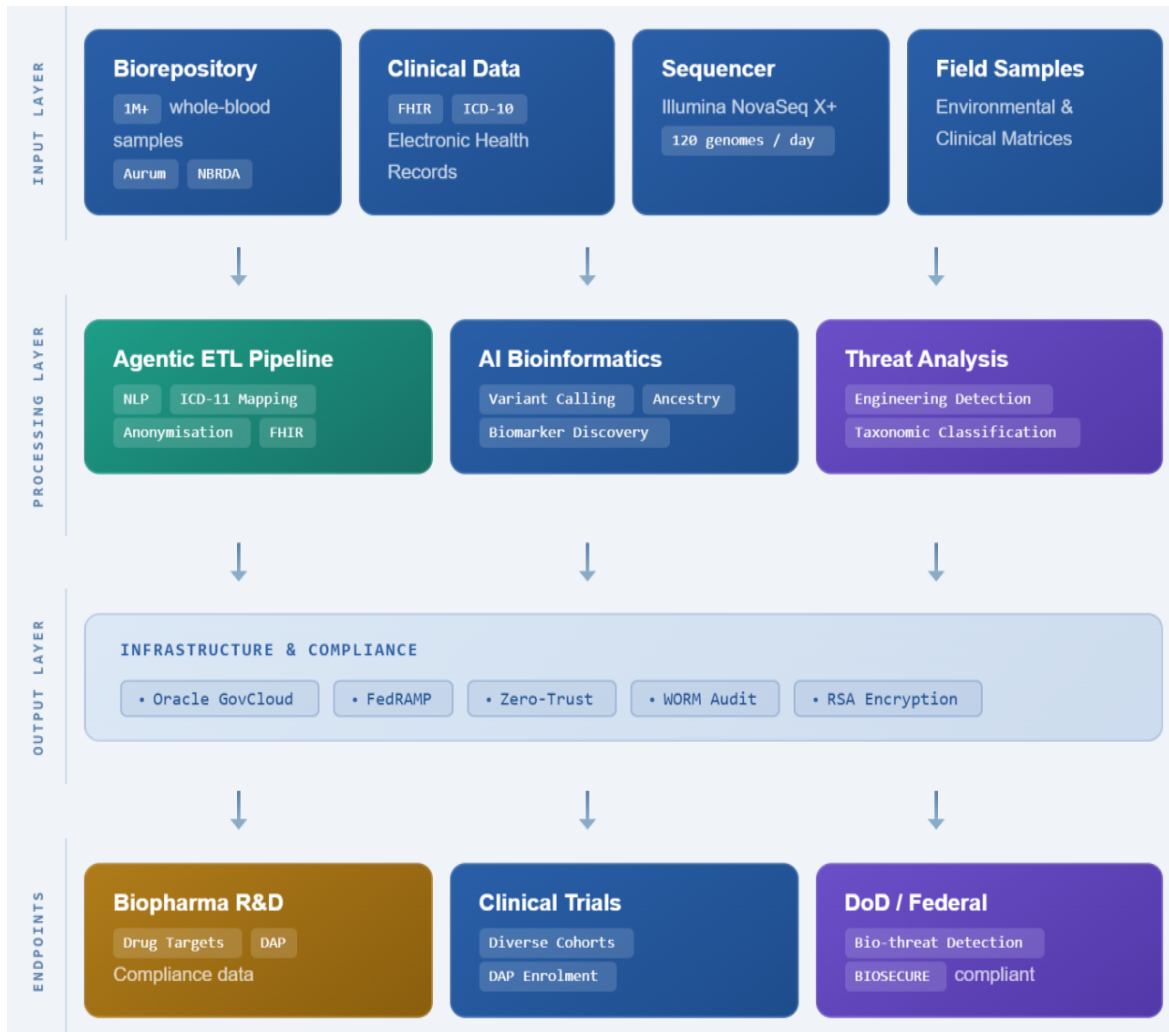 INPUT LAYER
Biorepository
1M+ whole-blood
samples
Aurum NBRDA
Clinical Data
FHIR ICD-10
Electronic Health
Records
Sequencer
Illumina NovaSeq X+
120 genomes / day
Field Samples
Environmental &
Clinical Matrices
PROCESSING LAYER
Agentic ETL Pipeline
NLP ICD-11 Mapping
Anonymisation FHIR
AI Bioinformatics
Variant Calling Ancestry
Biomarker Discovery
Threat Analysis
Engineering Detection
Taxonomic Classification
OUTPUT LAYER
INFRASTRUCTURE & COMPLIANCE
• Oracle GovCloud • FedRAMP • Zero-Trust • WORM Audit • RSA Encryption
ENDPOINTS
Biopharma R&D
Drug Targets DAP
Compliance data
Clinical Trials
Diverse Cohorts
DAP Enrolment
DoD / Federal
Bio-threat Detection
BIOSECURE compliant